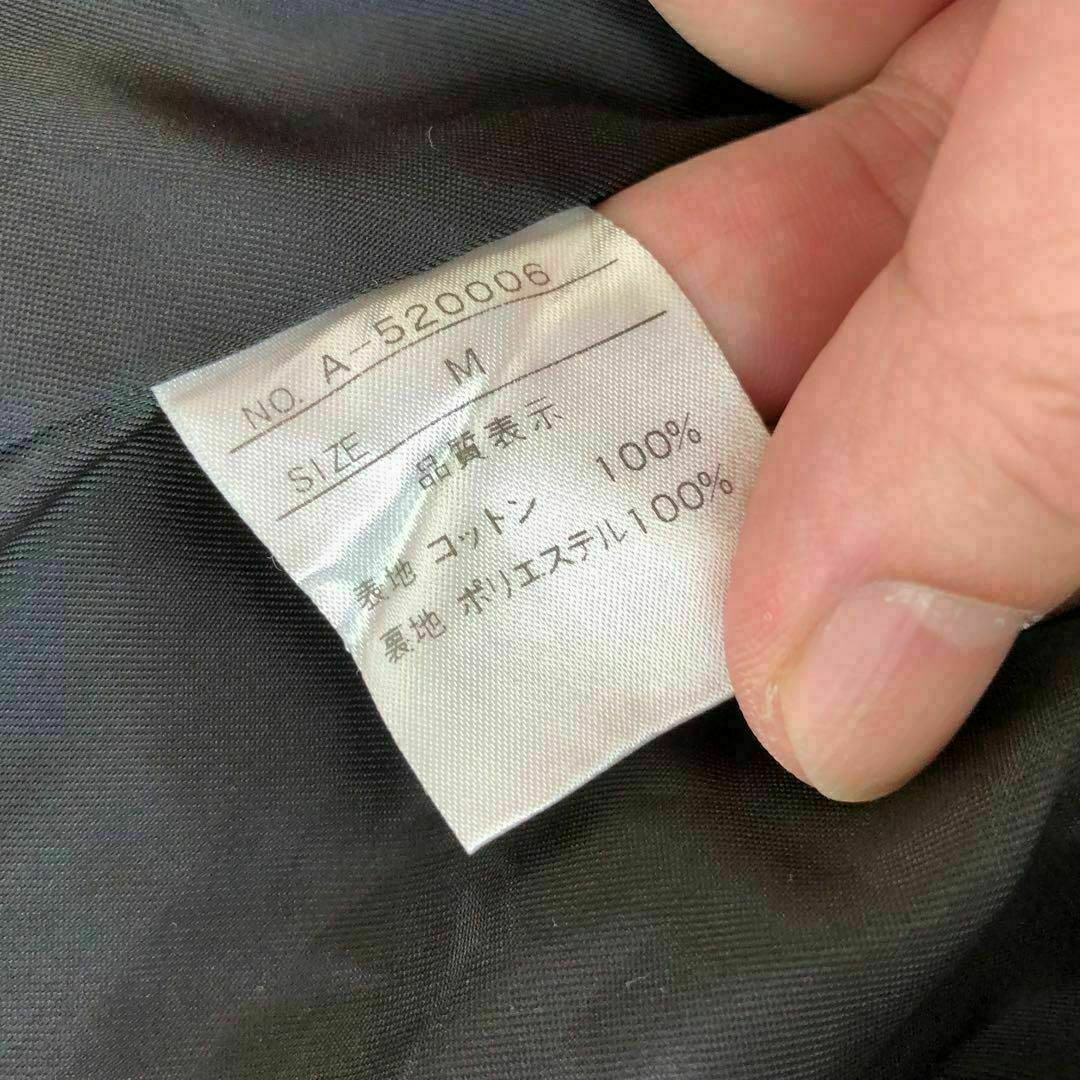 NO. A-520006
SIZE M
品質表示
表地 コットン 100%
裏地 ポリエステル100%